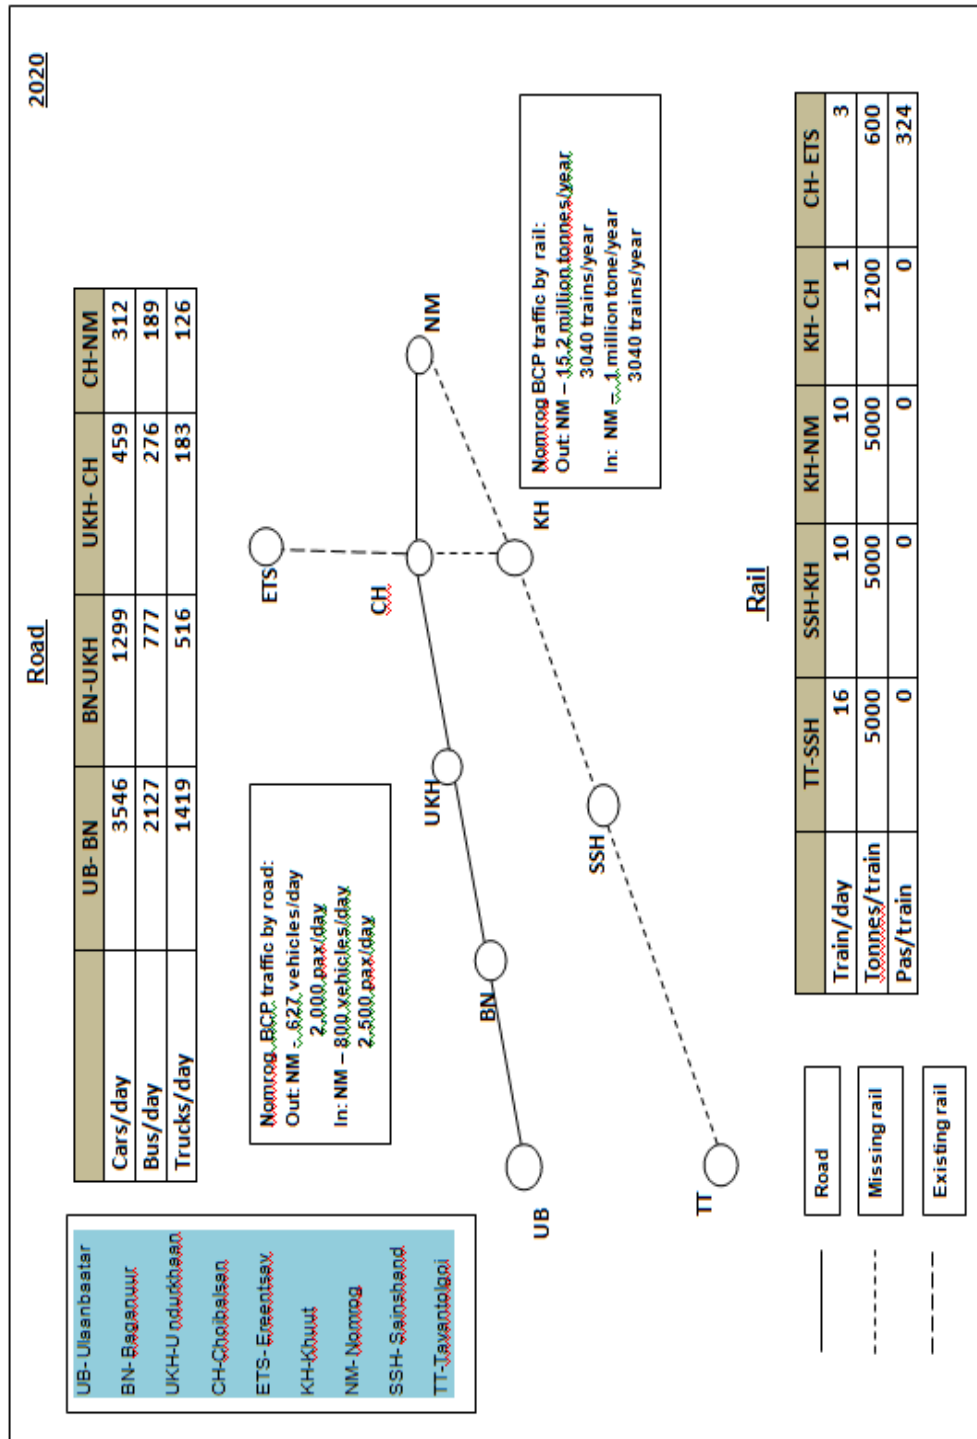 2020
Road
UB- BN BN-UKH UKH- CH CH-NM
Cars/day 3546 1299 459 312
Bus/day 2127 777 276 189
Trucks/day 1419 516 183 126
UB- Ulaanbaatar
BN- Baganuur
UKH-Undurkhaan
CH-Choibalsan
ETS- Ereentsav
KH-Khuut
NM- Nomrog
SSH- Sainshand
TT-Tavantolgoi
Nomrog BCP traffic by road:
Out: NM - 627 vehicles/day
2.000 pax/day
In: NM – 800 vehicles/day
2.500 pax/day
ETS
CH
NM
UKH
KH
BN
SSH
UB
TT
Nomrog BCP traffic by rail:
Out: NM – 15.2 million tonnes/year
3040 trains/year
In: NM – 1 million tone/year
3040 trains/year
Rail
TT-SSH SSH-KH KH-NM KH- CH CH- ETS
Train/day 16 10 10 1 3
Tonnes/train 5000 5000 5000 1200 600
Pas/train 0 0 0 0 324
Road
Missing rail
Existing rail